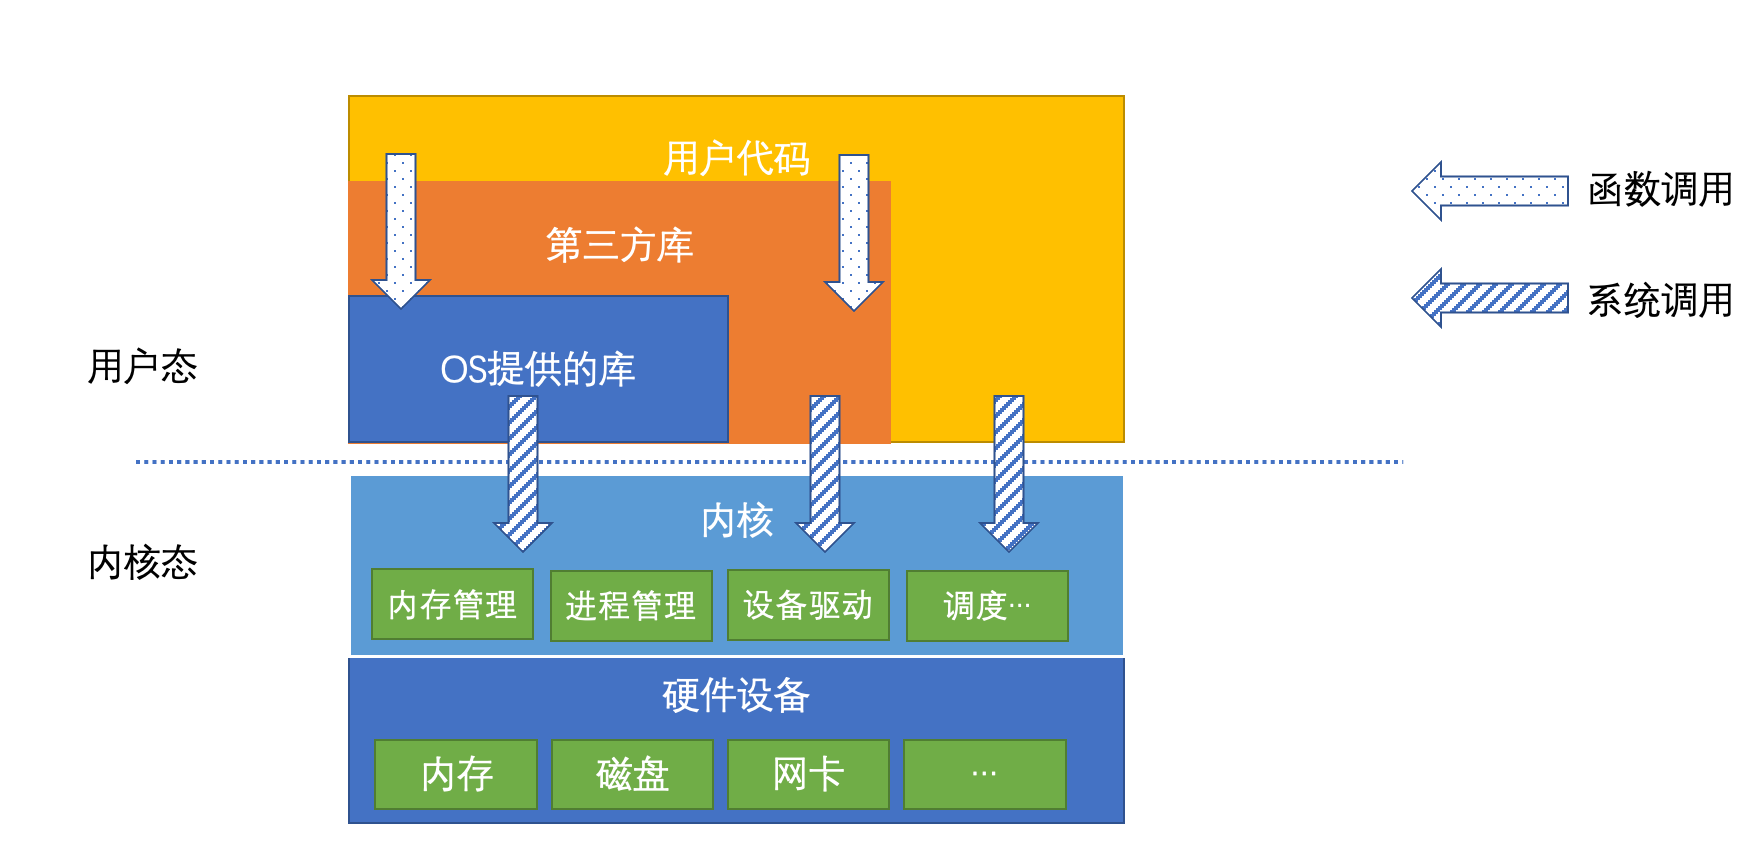 用户代码
函数调用
第三方库
系统调用
用户态
OS提供的库
内核
内核态
内存管理
进程管理
设备驱动
调度···
硬件设备
内存
磁盘
网卡
···